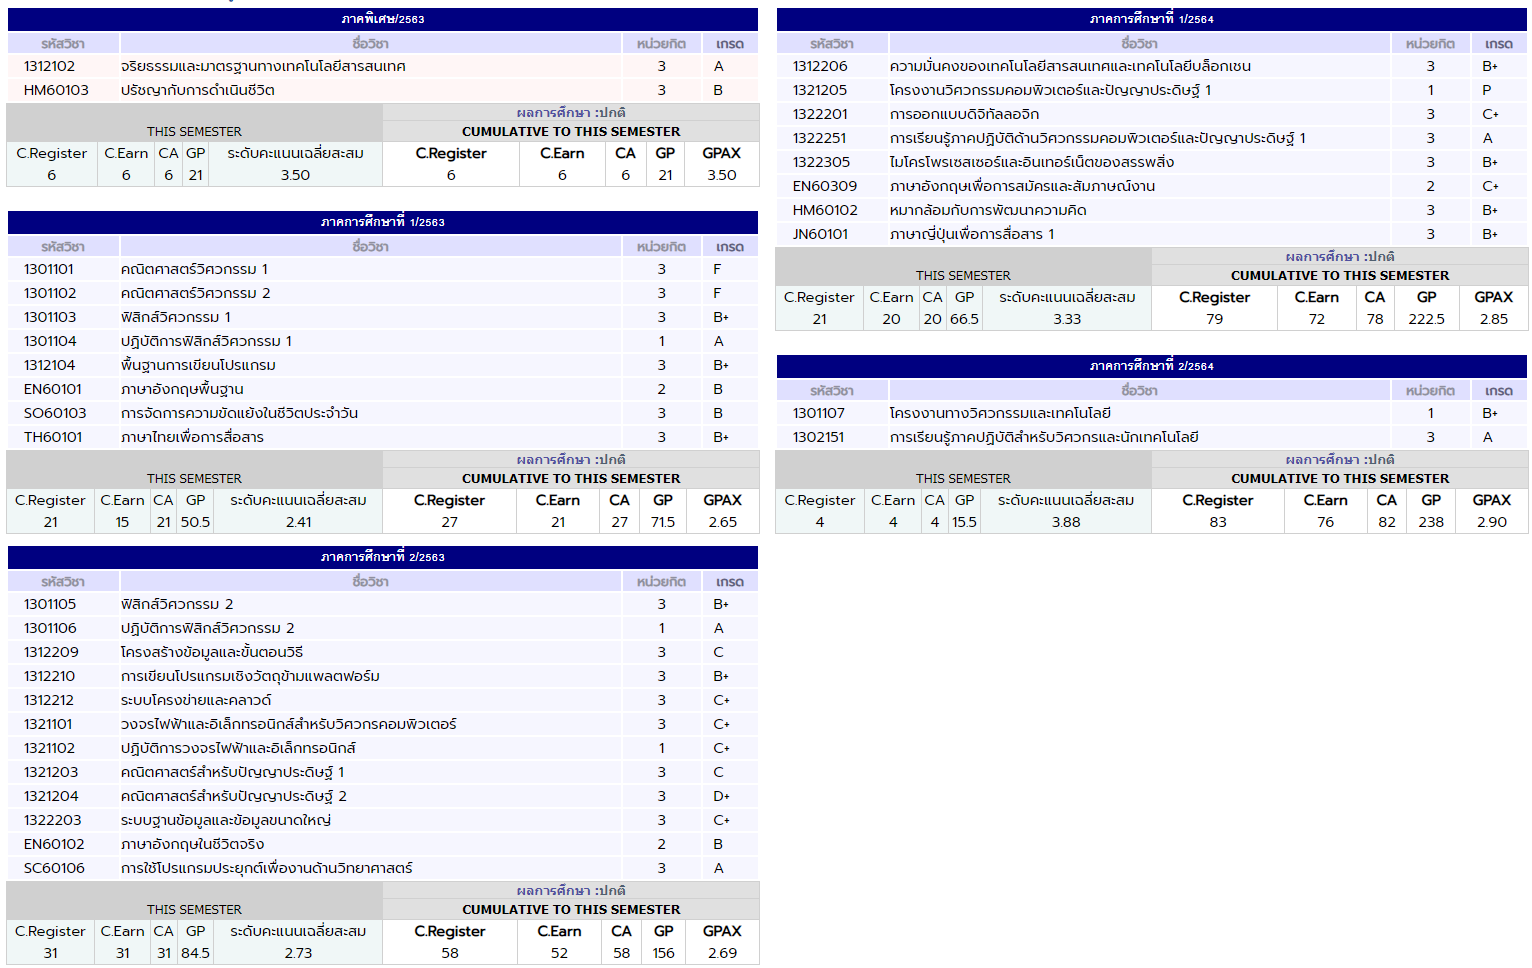 ภาคพิเศษ/2563
รหัสวิชา ชื่อวิชา หน่วยกิต เกรด
1312102 จริยธรรมและมาตรฐานทางเทคโนโลยีสารสนเทศ 3 A
HM60103 ปรัชญากับการดำเนินชีวิต 3 B
ผลการศึกษา :ปกติ
THIS SEMESTER CUMULATIVE TO THIS SEMESTER
C.Register C.Earn CA GP ระดับคะแนนเฉลี่ยสะสม C.Register C.Earn CA GP GPAX
6 6 6 21 3.50 6 6 6 21 3.50
ภาคการศึกษาที่ 1/2563
รหัสวิชา ชื่อวิชา หน่วยกิต เกรด
1301101 คณิตศาสตร์วิศวกรรม 1 3 F
1301102 คณิตศาสตร์วิศวกรรม 2 3 F
1301103 ฟิสิกส์วิศวกรรม 1 3 B+
1301104 ปฏิบัติการฟิสิกส์วิศวกรรม 1 1 A
1312104 พื้นฐานการเขียนโปรแกรม 3 B+
EN60101 ภาษาอังกฤษพื้นฐาน 2 B
SO60103 การจัดการความขัดแย้งในชีวิตประจำวัน 3 B
TH60101 ภาษาไทยเพื่อการสื่อสาร 3 B+
ผลการศึกษา :ปกติ
THIS SEMESTER CUMULATIVE TO THIS SEMESTER
C.Register C.Earn CA GP ระดับคะแนนเฉลี่ยสะสม C.Register C.Earn CA GP GPAX
21 15 21 50.5 2.41 27 21 27 71.5 2.65
ภาคการศึกษาที่ 2/2563
รหัสวิชา ชื่อวิชา หน่วยกิต เกรด
1301105 ฟิสิกส์วิศวกรรม 2 3 B+
1301106 ปฏิบัติการฟิสิกส์วิศวกรรม 2 1 A
1312209 โครงสร้างข้อมูลและขั้นตอนวิธี 3 C
1312210 การเขียนโปรแกรมเชิงวัตถุข้ามแพลตฟอร์ม 3 B+
1312212 ระบบโครงข่ายและคลาวด์ 3 C+
1321101 วงจรไฟฟ้าและอิเล็กทรอนิกส์สำหรับวิศวกรคอมพิวเตอร์ 3 C+
1321102 ปฏิบัติการวงจรไฟฟ้าและอิเล็กทรอนิกส์ 1 C+
1321203 คณิตศาสตร์สำหรับปัญญาประดิษฐ์ 1 3 C
1321204 คณิตศาสตร์สำหรับปัญญาประดิษฐ์ 2 3 D+
1322203 ระบบฐานข้อมูลและข้อมูลขนาดใหญ่ 3 C+
EN60102 ภาษาอังกฤษในชีวิตจริง 2 B
SC60106 การใช้โปรแกรมประยุกต์เพื่องานด้านวิทยาศาสตร์ 3 A
ผลการศึกษา :ปกติ
THIS SEMESTER CUMULATIVE TO THIS SEMESTER
C.Register C.Earn CA GP ระดับคะแนนเฉลี่ยสะสม C.Register C.Earn CA GP GPAX
31 31 31 84.5 2.73 58 52 58 156 2.69
ภาคการศึกษาที่ 1/2564
รหัสวิชา ชื่อวิชา หน่วยกิต เกรด
1312206 ความมั่นคงของเทคโนโลยีสารสนเทศและเทคโนโลยีบล็อกเชน 3 B+
1321205 โครงงานวิศวกรรมคอมพิวเตอร์และปัญญาประดิษฐ์ 1 1 P
1322201 การออกแบบดิจิทัลลอจิก 3 C+
1322251 การเรียนรู้ภาคปฏิบัติด้านวิศวกรรมคอมพิวเตอร์และปัญญาประดิษฐ์ 1 3 A
1322305 ไมโครโพรเซสเซอร์และอินเทอร์เน็ตของสรรพสิ่ง 3 B+
EN60309 ภาษาอังกฤษเพื่อการสมัครและสัมภาษณ์งาน 2 C+
HM60102 หมากล้อมกับการพัฒนาความคิด 3 B+
JN60101 ภาษาญี่ปุ่นเพื่อการสื่อสาร 1 3 B+
ผลการศึกษา :ปกติ
THIS SEMESTER CUMULATIVE TO THIS SEMESTER
C.Register C.Earn CA GP ระดับคะแนนเฉลี่ยสะสม C.Register C.Earn CA GP GPAX
21 20 20 66.5 3.33 79 72 78 222.5 2.85
ภาคการศึกษาที่ 2/2564
รหัสวิชา ชื่อวิชา หน่วยกิต เกรด
1301107 โครงงานทางวิศวกรรมและเทคโนโลยี 1 B+
1302151 การเรียนรู้ภาคปฏิบัติสำหรับวิศวกรและนักเทคโนโลยี 3 A
ผลการศึกษา :ปกติ
THIS SEMESTER CUMULATIVE TO THIS SEMESTER
C.Register C.Earn CA GP ระดับคะแนนเฉลี่ยสะสม C.Register C.Earn CA GP GPAX
4 4 4 15.5 3.88 83 76 82 238 2.90